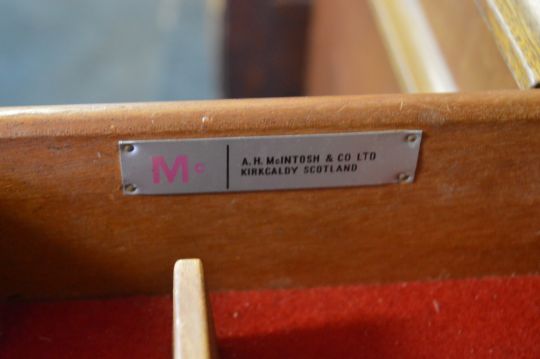 Mc
A.H. McINTOSH & CO LTD
KIRKCALDY SCOTLAND